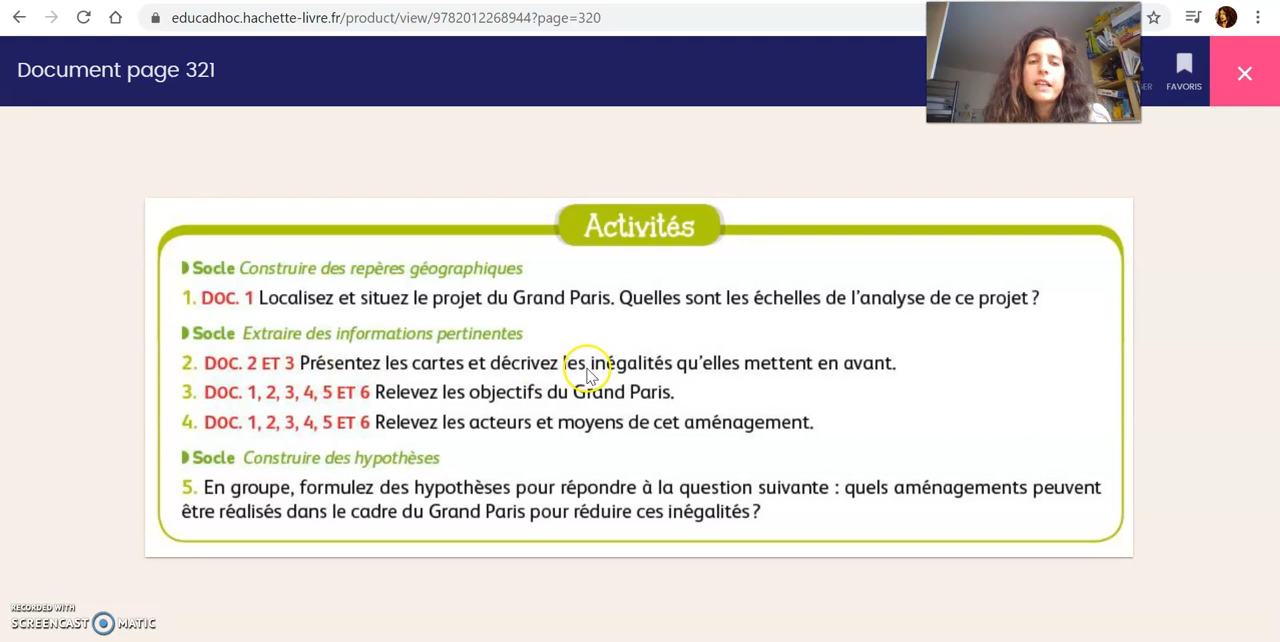 educadhoc.hachette-livre.fr/product/view/9782012268944?page=320
Document page 321
FAVORIS
Activités
Socle Construire des repères géographiques
1. DOC. 1 Localisez et situez le projet du Grand Paris. Quelles sont les échelles de l'analyse de ce projet ?
Socle Extraire des informations pertinentes
2. DOC. 2 ET 3 Présentez les cartes et décrivez les inégalités qu'elles mettent en avant.
3. DOC. 1, 2, 3, 4, 5 ET 6 Relevez les objectifs du Grand Paris.
4. DOC. 1, 2, 3, 4, 5 ET 6 Relevez les acteurs et moyens de cet aménagement.
Socle Construire des hypothèses
5. En groupe, formulez des hypothèses pour répondre à la question suivante : quels aménagements peuvent
être réalisés dans le cadre du Grand Paris pour réduire ces inégalités ?
RECORDED WITH
SCREENCAST MATIC